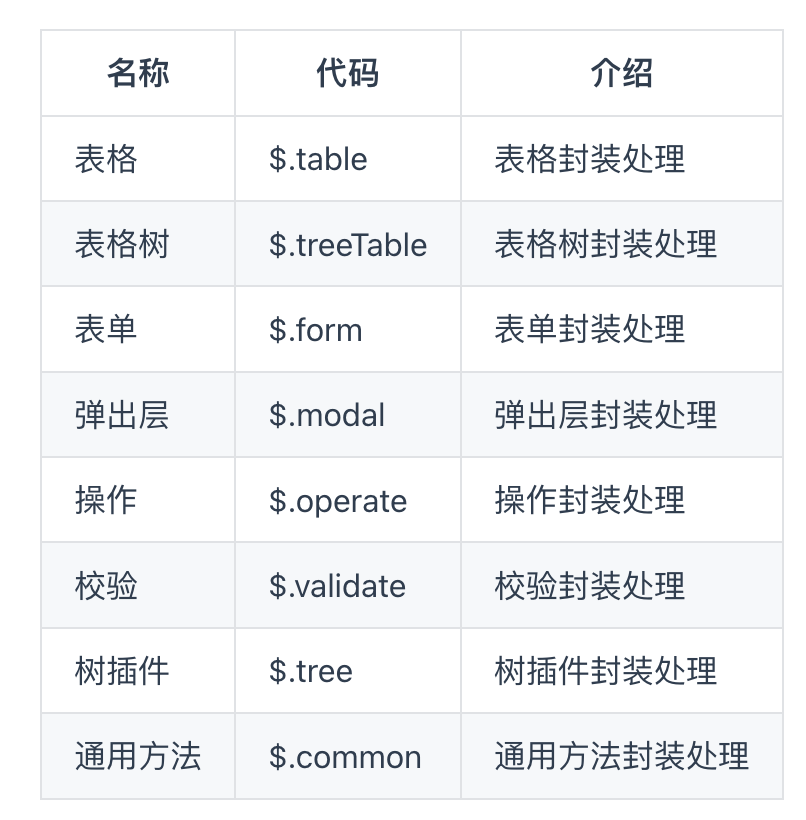 名称 代码 介绍
表格 $.table 表格封装处理
表格树 $.treeTable 表格树封装处理
表单 $.form 表单封装处理
弹出层 $.modal 弹出层封装处理
操作 $.operate 操作封装处理
校验 $.validate 校验封装处理
树插件 $.tree 树插件封装处理
通用方法 $.common 通用方法封装处理